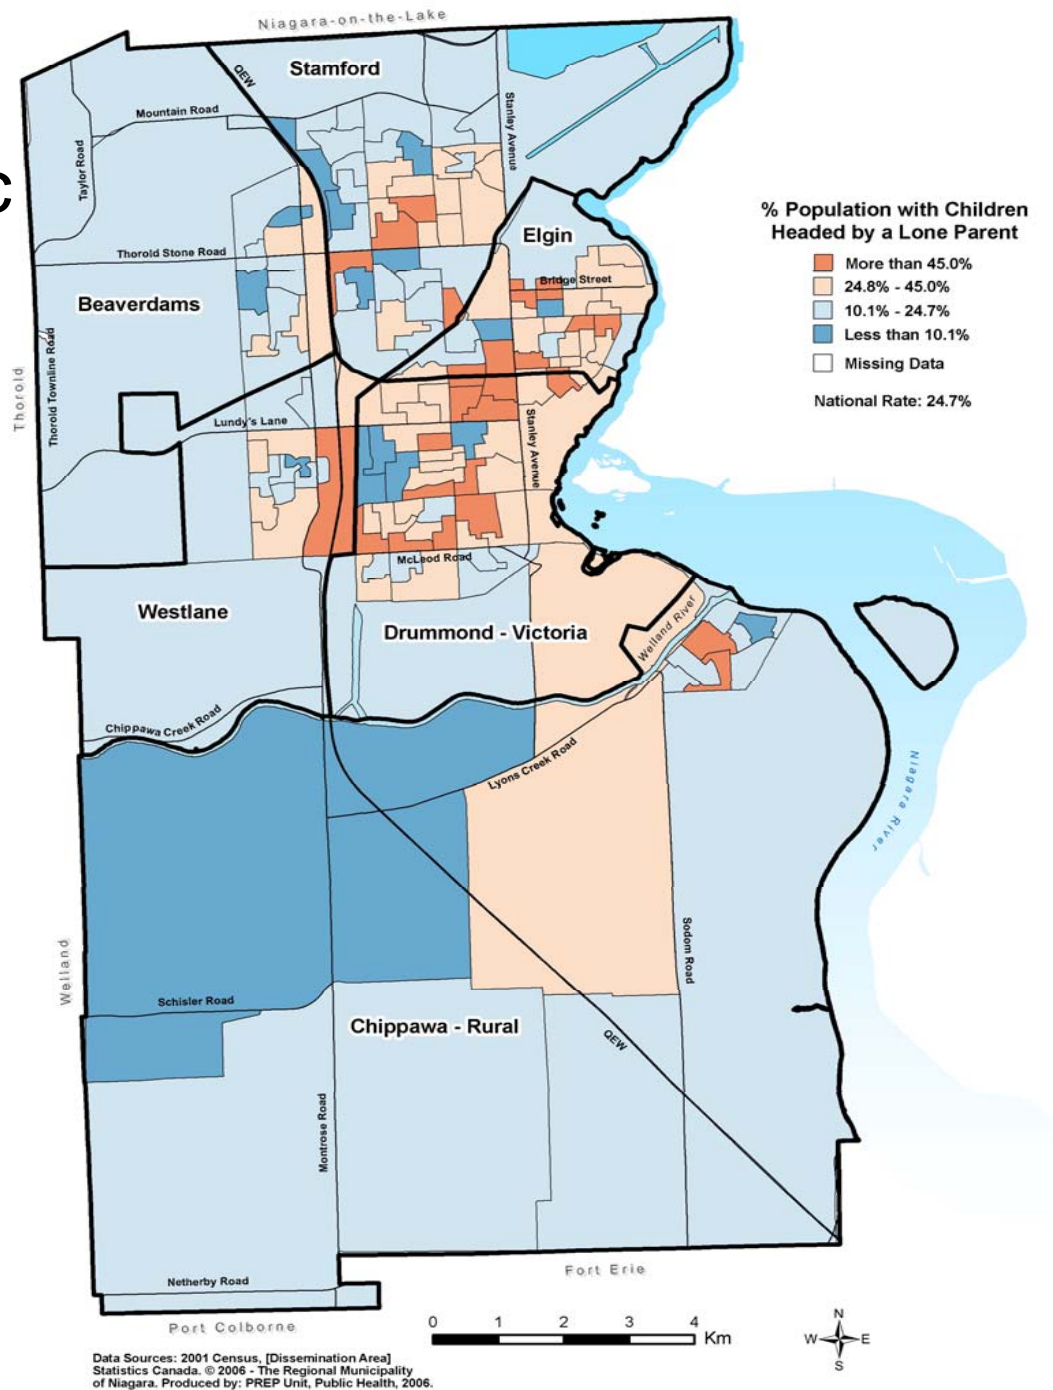 Niagara-on-the-Lake
Stamford
QEW
Mountain Road
Stanley Avenue
Taylor Road
C
% Population with Children
Headed by a Lone Parent
More than 45.0%
24.8% - 45.0%
10.1% - 24.7%
Less than 10.1%
Missing Data
National Rate: 24.7%
Elgin
Thorold Stone Road
Bridge Street
Beaverdams
Thorold Townline Road
Thorold
Lundy's Lane
Stanley Avenue
McLeod Road
Westlane
Drummond - Victoria
Welland River
Chippawa Creek Road
Lyons Creek Road
Niagara River
Welland
Sodom Road
Schisler Road
Chippawa - Rural
QEW
Montrose Road
Netherby Road
Fort Erie
Port Colborne
0 1 2 3 4 Km
N
W E
S
Data Sources: 2001 Census, [Dissemination Area]
Statistics Canada. © 2006 - The Regional Municipality
of Niagara. Produced by: PREP Unit, Public Health, 2006.